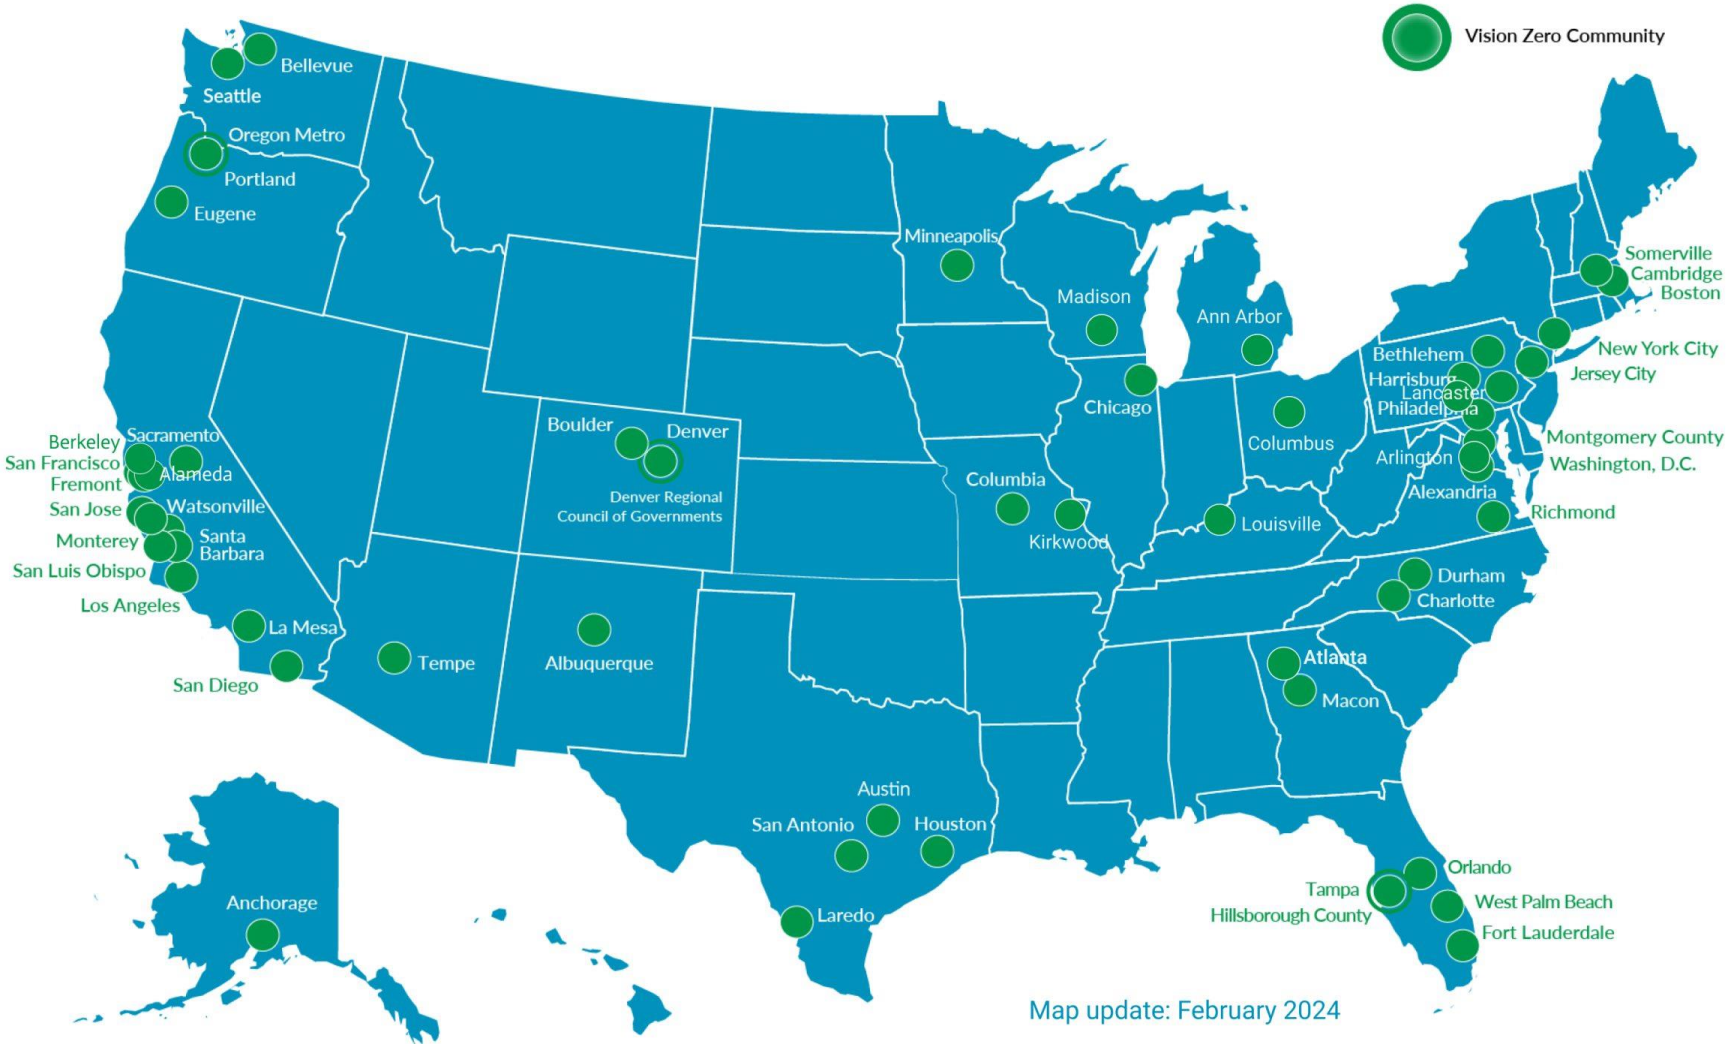 Vision Zero Community
Bellevue
Seattle
Oregon Metro
Portland
Eugene
Minneapolis
Madison
Ann Arbor
Chicago
Columbus
Somerville
Cambridge
Boston
New York City
Jersey City
Bethlehem
Harrisburg
Lancaster
Philadelphia
Montgomery County
Washington, D.C.
Arlington
Alexandria
Richmond
Boulder
Denver
Denver Regional
Council of Governments
Columbia
Kirkwood
Louisville
Berkeley
Sacramento
San Francisco
Alameda
Fremont
San Jose
Watsonville
Monterey
Santa
Barbara
San Luis Obispo
Los Angeles
La Mesa
San Diego
Tempe
Albuquerque
Durham
Charlotte
Atlanta
Macon
Austin
San Antonio
Houston
Laredo
Anchorage
Orlando
Tampa
Hillsborough County
West Palm Beach
Fort Lauderdale
Map update: February 2024